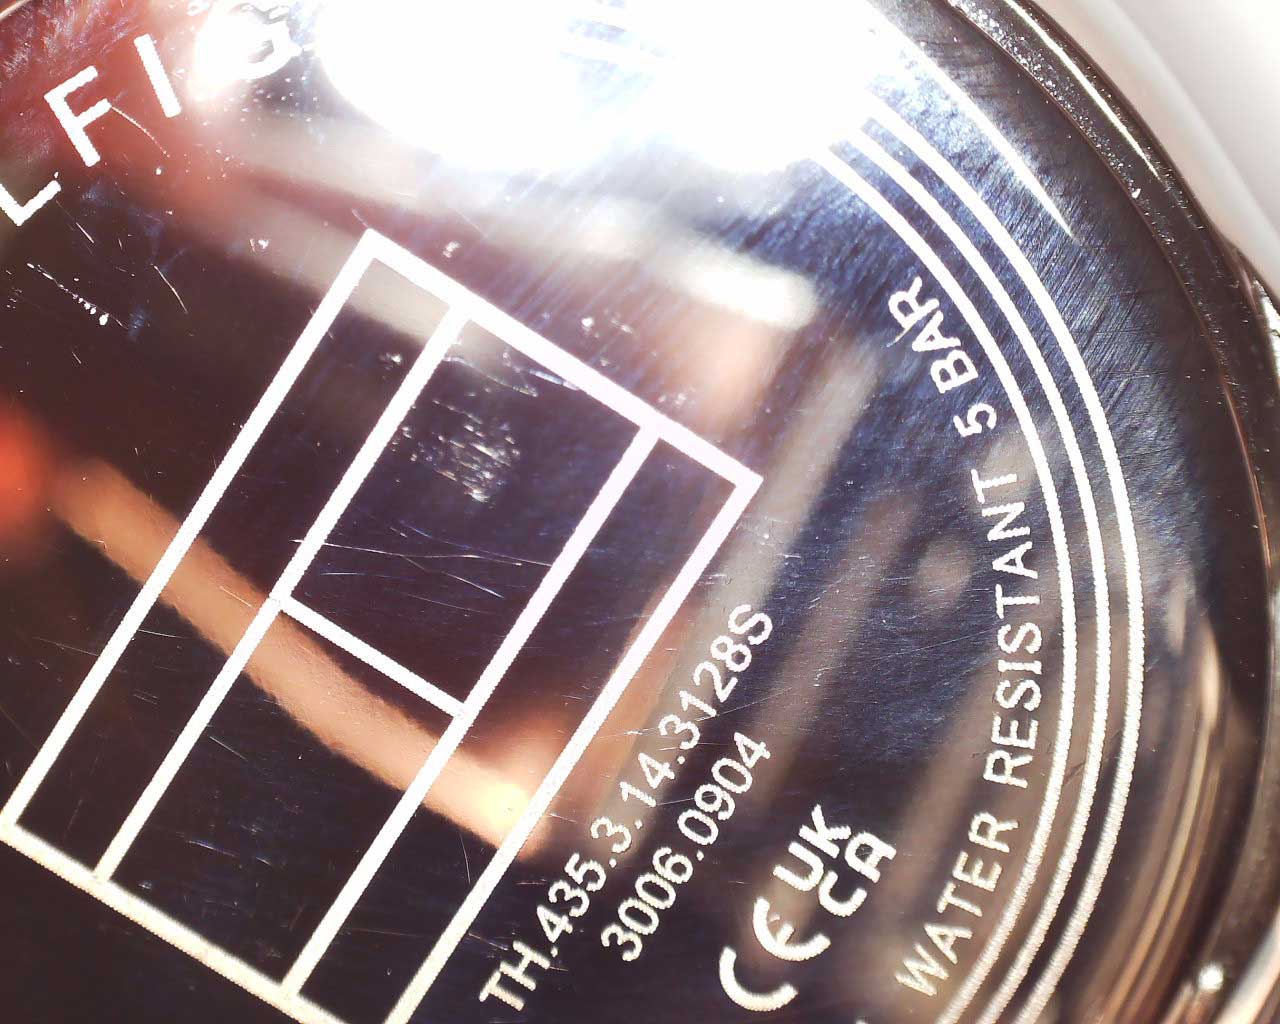 LFIG
TH.435.3.14.3128S
3006.0904
CE UK
CA
WATER RESISTANT 5 BAR